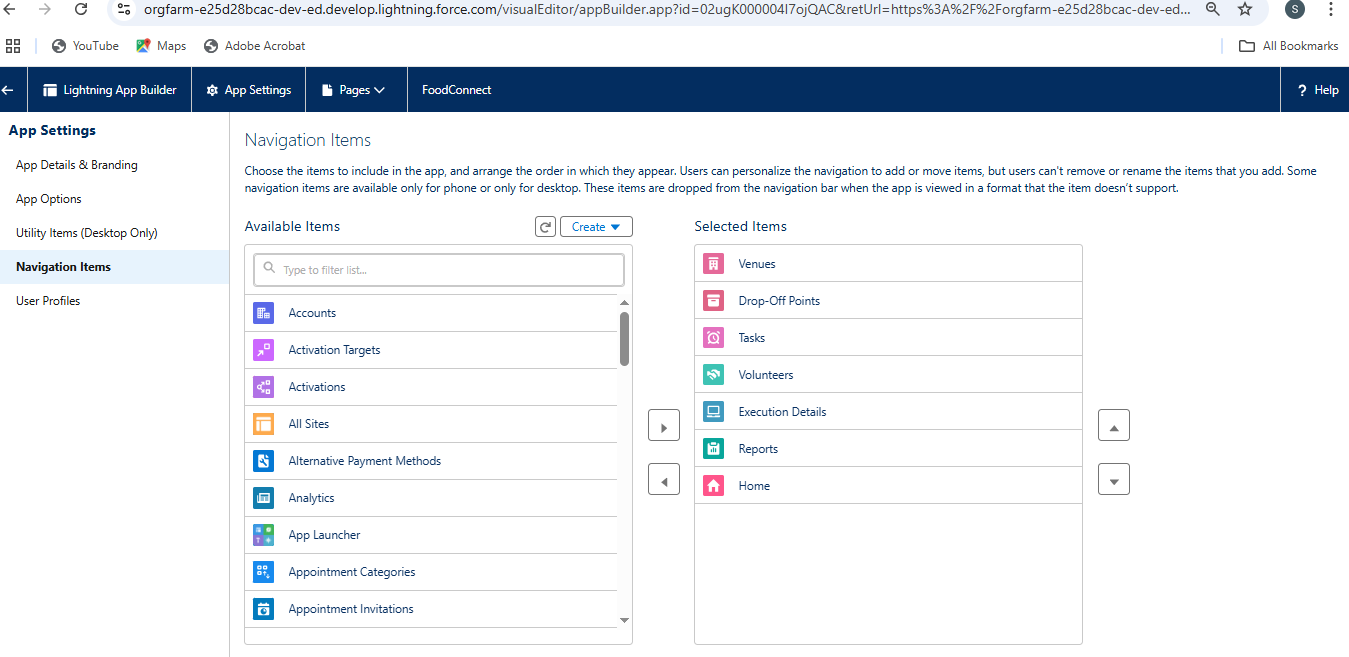 orgfarm-e25d28bcac-dev-ed.develop.lightning.force.com/visualEditor/appBuilder.app?id=02ugK000004I7ojQAC&retUrl=https%3A%2F%2Forgfarm-e25d28bcac-dev-ed...
S
YouTube Maps Adobe Acrobat All Bookmarks
Lightning App Builder App Settings Pages FoodConnect ? Help
App Settings
App Details & Branding
App Options
Utility Items (Desktop Only)
Navigation Items
User Profiles
Navigation Items
Choose the items to include in the app, and arrange the order in which they appear. Users can personalize the navigation to add or move items, but users can't remove or rename the items that you add. Some
navigation items are available only for phone or only for desktop. These items are dropped from the navigation bar when the app is viewed in a format that the item doesn’t support.
Available Items Create
Type to filter list...
Accounts
Activation Targets
Activations
All Sites
Alternative Payment Methods
Analytics
App Launcher
Appointment Categories
Appointment Invitations
Selected Items
Venues
Drop-Off Points
Tasks
Volunteers
Execution Details
Reports
Home